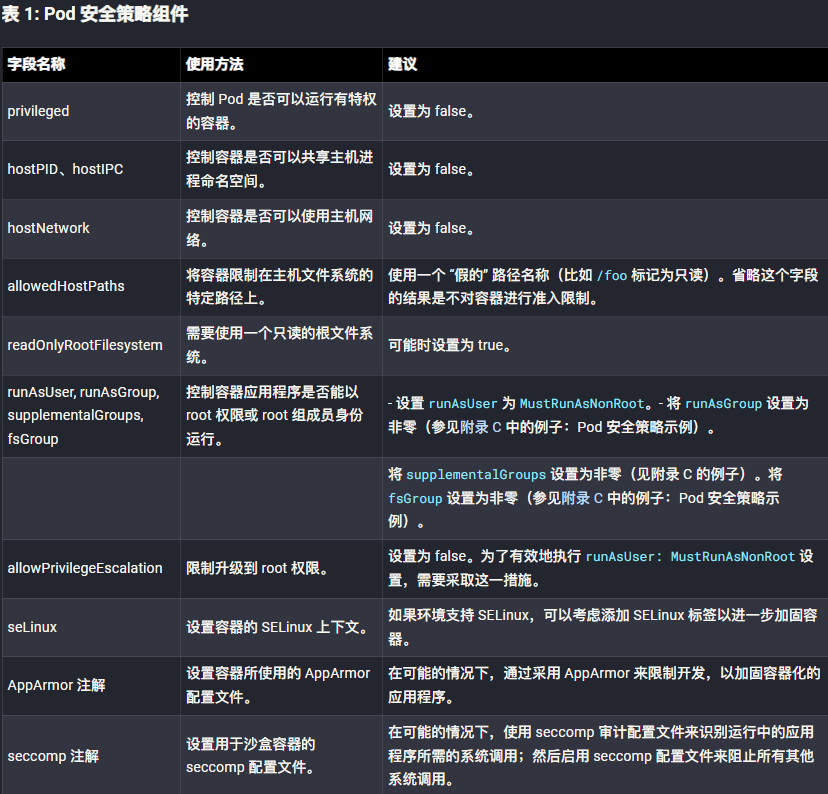 表 1: Pod 安全策略组件
字段名称 使用方法 建议
privileged
控制 Pod 是否可以运行有特权
的容器。
设置为 false。
hostPID、hostIPC
控制容器是否可以共享主机进
程命名空间。
设置为 false。
hostNetwork
控制容器是否可以使用主机网
络。
设置为 false。
allowedHostPaths
将容器限制在主机文件系统的
特定路径上。
使用一个 “假的” 路径名称（比如 /foo 标记为只读）。省略这个字段
的结果是不对容器进行准入限制。
readOnlyRootFilesystem
需要使用一个只读的根文件系
统。
可能时设置为 true。
runAsUser, runAsGroup,
supplementalGroups,
fsGroup
控制容器应用程序是否能以
root 权限或 root 组成员身份
运行。
- 设置 runAsUser 为 MustRunAsNonRoot。- 将 runAsGroup 设置为
非零（参见附录 C 中的例子：Pod 安全策略示例）。
将 supplementalGroups 设置为非零（见附录 C 的例子）。将
fsGroup 设置为非零（参见附录 C 中的例子：Pod 安全策略示
例）。
allowPrivilegeEscalation
限制升级到 root 权限。
设置为 false。为了有效地执行 runAsUser: MustRunAsNonRoot 设
置，需要采取这一措施。
seLinux
设置容器的 SELinux 上下文。
如果环境支持 SELinux，可以考虑添加 SELinux 标签以进一步加固容
器。
AppArmor 注解
设置容器所使用的 AppArmor
配置文件。
在可能的情况下，通过采用 AppArmor 来限制开发，以加固容器化的
应用程序。
seccomp 注解
设置用于沙盒容器的
seccomp 配置文件。
在可能的情况下，使用 seccomp 审计配置文件来识别运行中的应用
程序所需的系统调用；然后启用 seccomp 配置文件来阻止所有其他
系统调用。